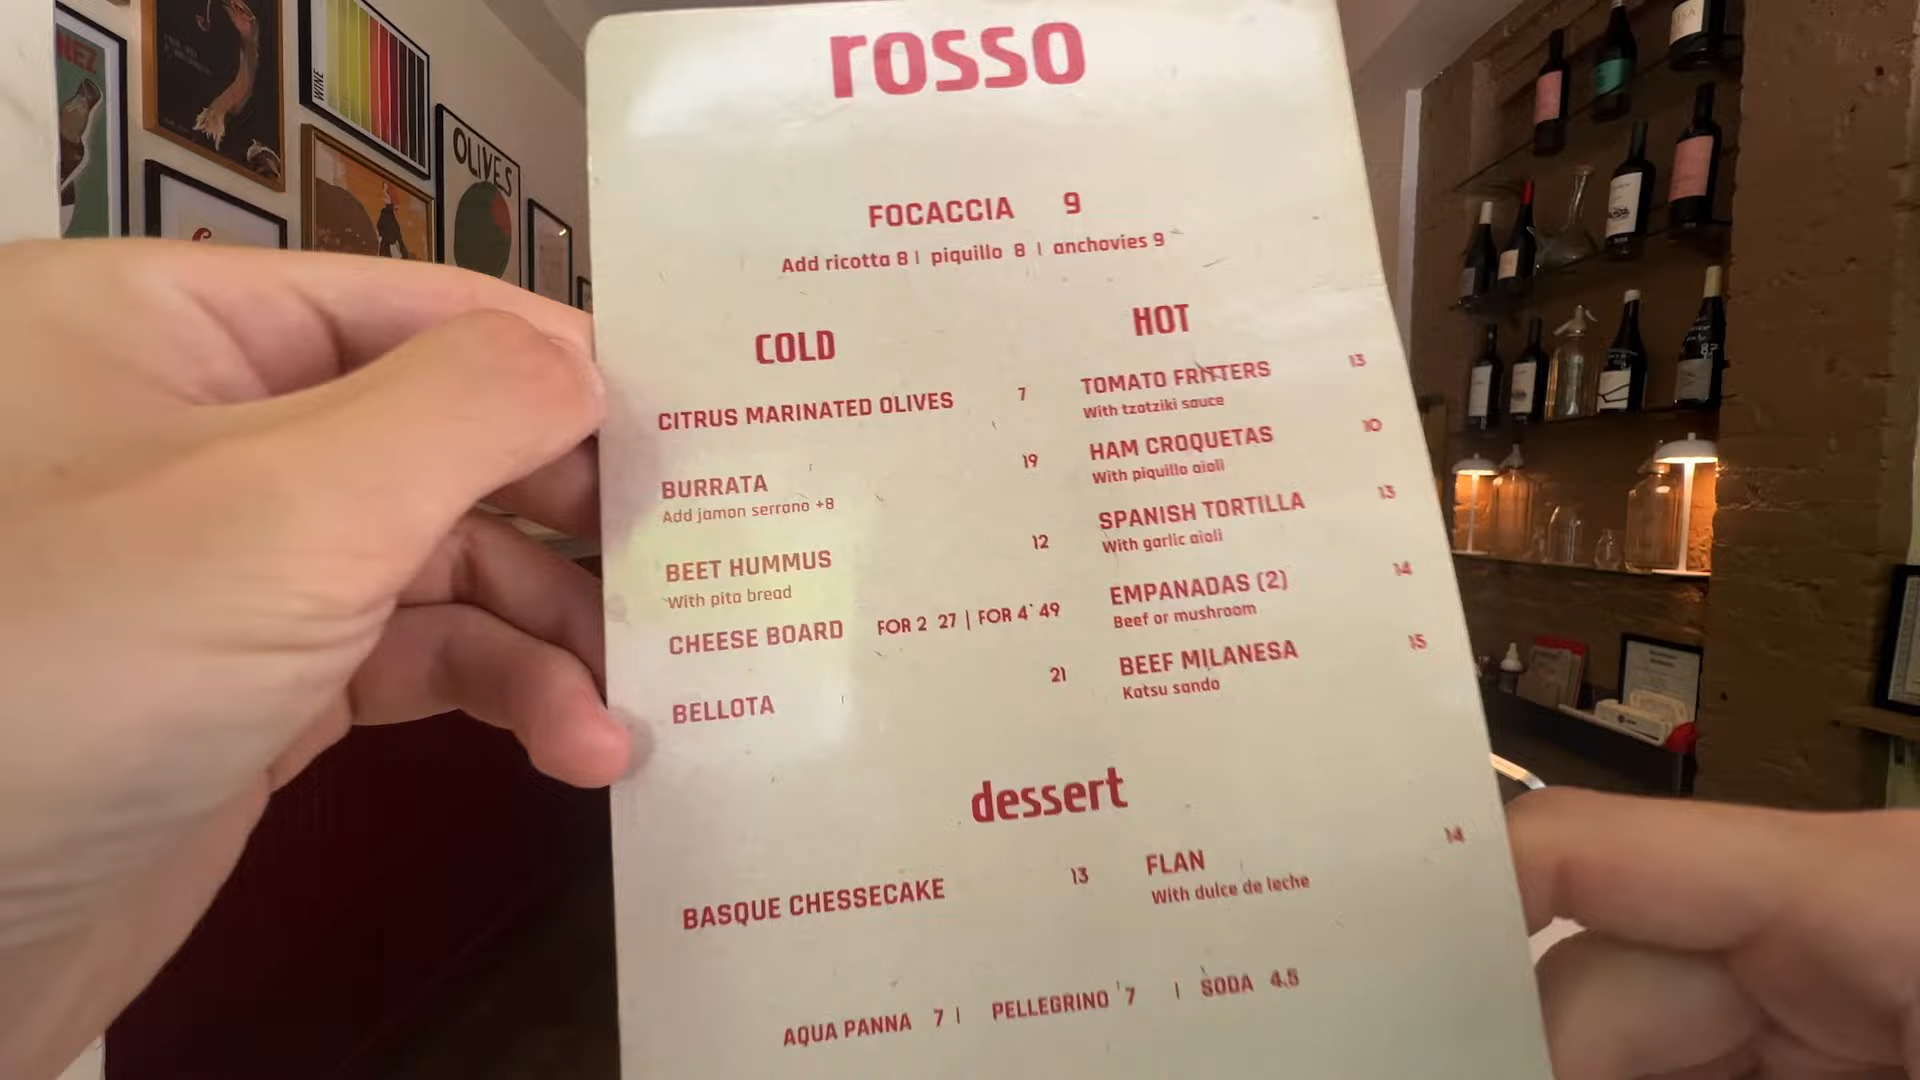 rosso
FOCACCIA 9
Add ricotta 8 | piquillo 8 | anchovies 9
COLD
CITRUS MARINATED OLIVES 7
BURRATA 19
Add jamon serrano +8
BEET HUMMUS 12
With pita bread
CHEESE BOARD FOR 2 27 | FOR 4 49
BELLOTA 21
HOT
TOMATO FRITTERS 13
With tzatziki sauce
HAM CROQUETAS 10
With piquillo aioli
SPANISH TORTILLA 13
With garlic aioli
EMPANADAS (2) 14
Beef or mushroom
BEEF MILANESA 15
Katsu sando
dessert
BASQUE CHESSECAKE 13
FLAN 14
With dulce de leche
AQUA PANNA 7 | PELLEGRINO 7 | SODA 4.5
WINE
OLIVES